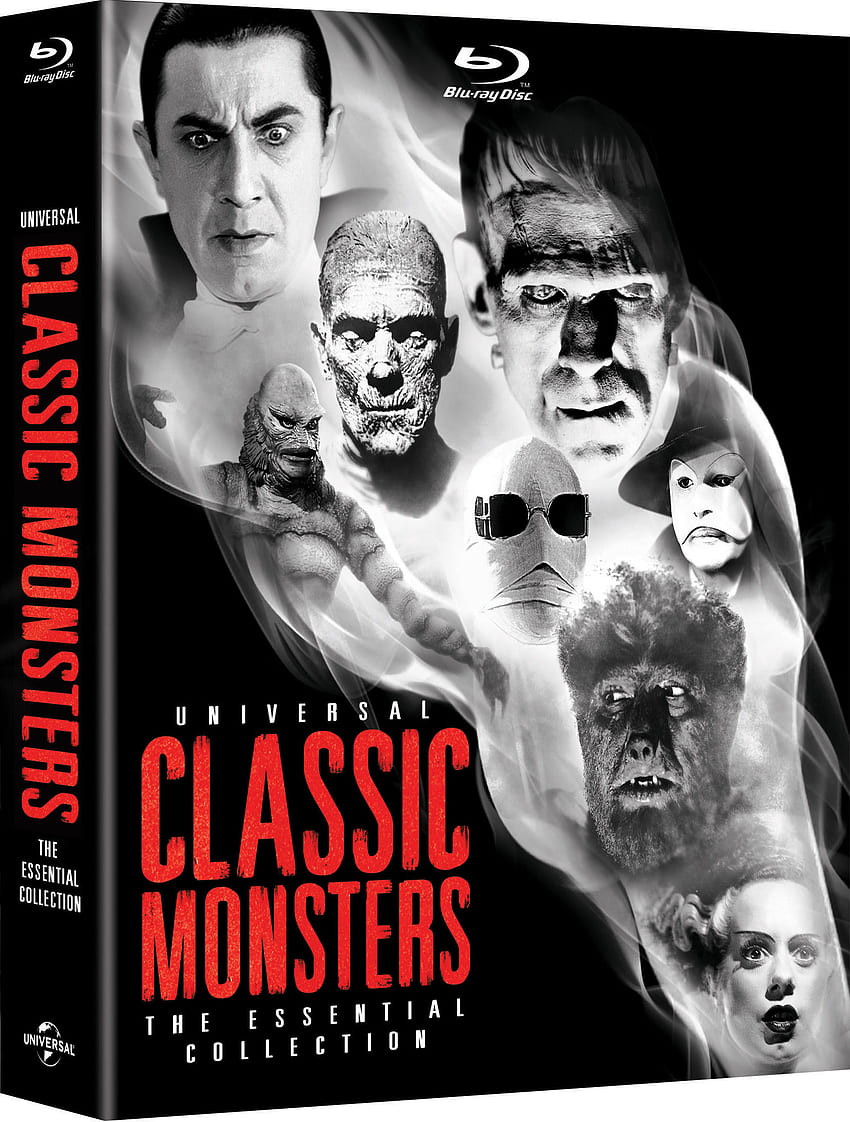 Blu-ray Disc
UNIVERSAL
CLASSIC MONSTERS
THE
ESSENTIAL
COLLECTION
UNIVERSAL
Blu-ray Disc
TM
UNIVERSAL
CLASSIC
MONSTERS
THE ESSENTIAL
COLLECTION